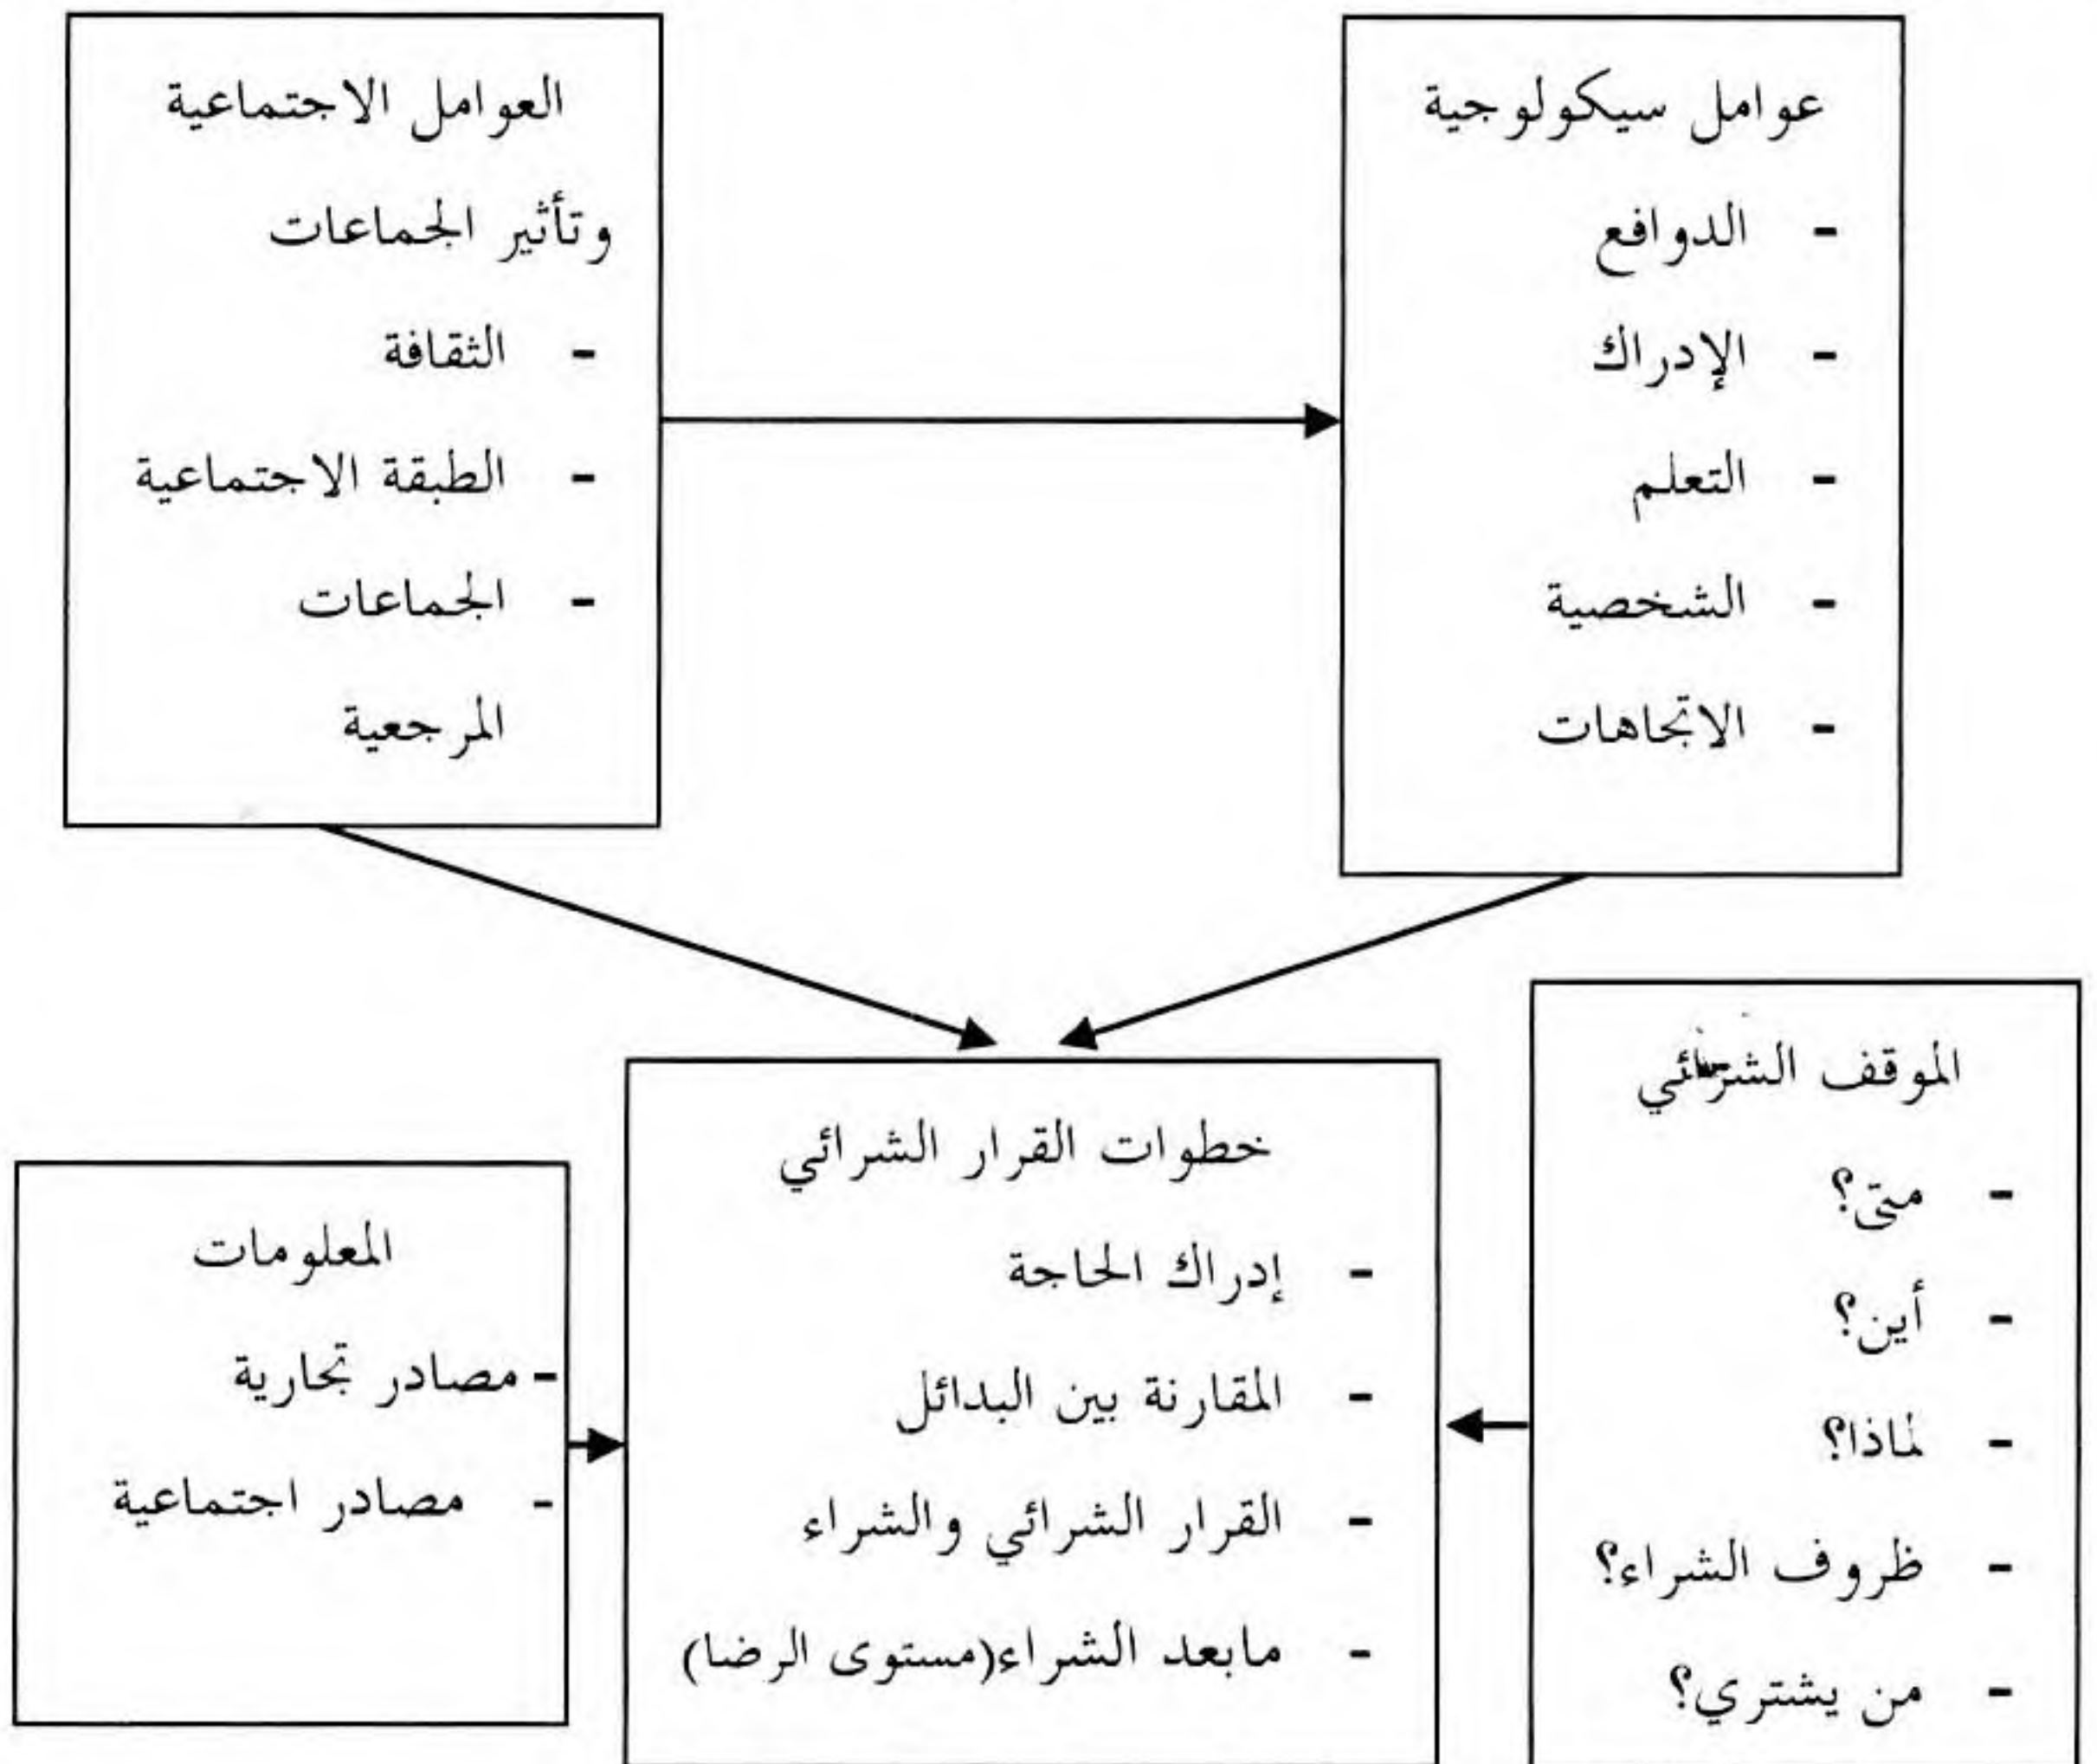 عوامل سيكولوجية
- الدوافع
- الإدراك
- التعلم
- الشخصية
- الاتجاهات
العوامل الاجتماعية
وتأثير الجماعات
- الثقافة
- الطبقة الاجتماعية
- الجماعات
المرجعية
الموقف الشرائي
- متى؟
- أين؟
- لماذا؟
- ظروف الشراء؟
- من يشتري؟
خطوات القرار الشرائي
- إدراك الحاجة
- المقارنة بين البدائل
- القرار الشرائي والشراء
- مابعد الشراء(مستوى الرضا)
المعلومات
- مصادر تجارية
- مصادر اجتماعية